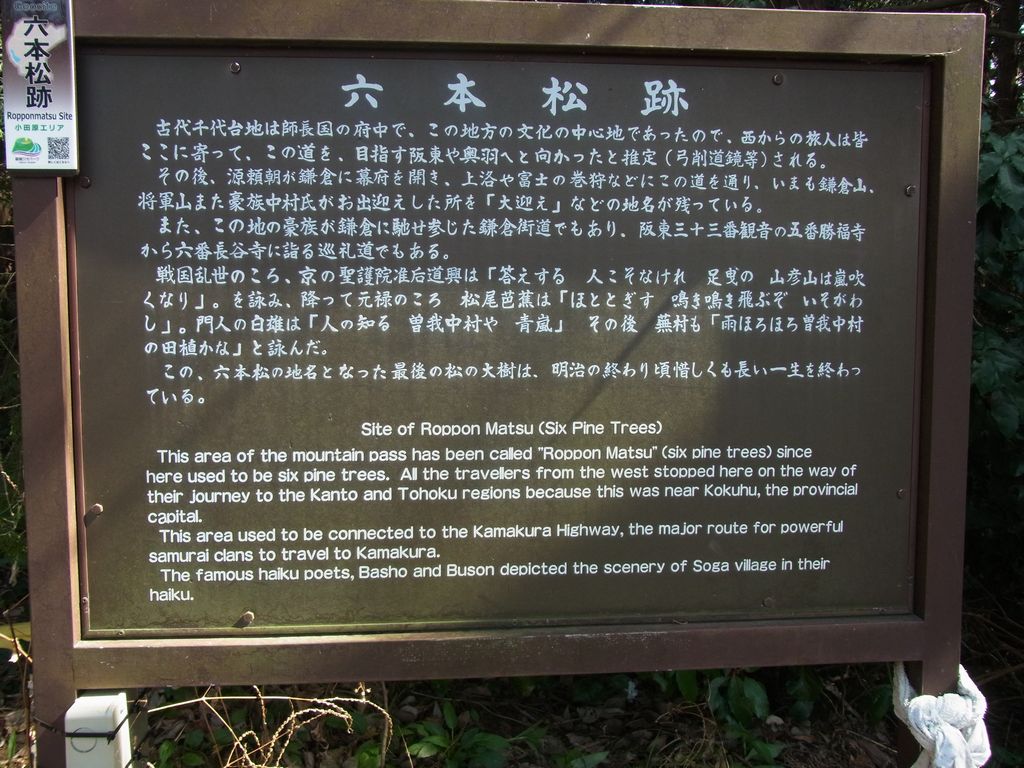 Geosite
六本松跡
Ropponmatsu Site
小田原エリア
六本松跡
古代千代台地は師長国の府中で、この地方の文化の中心地であったので、西からの旅人は皆
ここに寄って、この道を、目指す阪東や奥羽へと向かったと推定(弓削道鏡等)される。
その後、源頼朝が鎌倉に幕府を開き、上洛や富士の巻狩などにこの道を通り、いまも鎌倉山、
将軍山また豪族中村氏がお出迎えした所を「大迎え」などの地名が残っている。
また、この地の豪族が鎌倉に馳せ参じた鎌倉街道でもあり、阪東三十三番観音の五番勝福寺
から六番長谷寺に詣る巡礼道でもある。
戦国乱世のころ、京の聖護院准后道興は「答えする 人こそなけれ 足曳の 山彦山は嵐吹
くなり」。を詠み、降って元禄のころ 松尾芭蕉は「ほととぎす 鳴き鳴き飛ぶぞ いそがわ
し」。門人の白雄は「人の知る 曽我中村や 青嵐」 その後 蕪村も「雨ほろほろ曽我中村
の田植かな」と詠んだ。
この、六本松の地名となった最後の松の大樹は、明治の終わり頃惜しくも長い一生を終わっ
ている。
Site of Roppon Matsu (Six Pine Trees)
This area of the mountain pass has been called "Roppon Matsu" (six pine trees) since
here used to be six pine trees. All the travellers from the west stopped here on the way of
their journey to the Kanto and Tohoku regions because this was near Kokuhu, the provincial
capital.
This area used to be connected to the Kamakura Highway, the major route for powerful
samurai clans to travel to Kamakura.
The famous haiku poets, Basho and Buson depicted the scenery of Soga village in their
haiku.